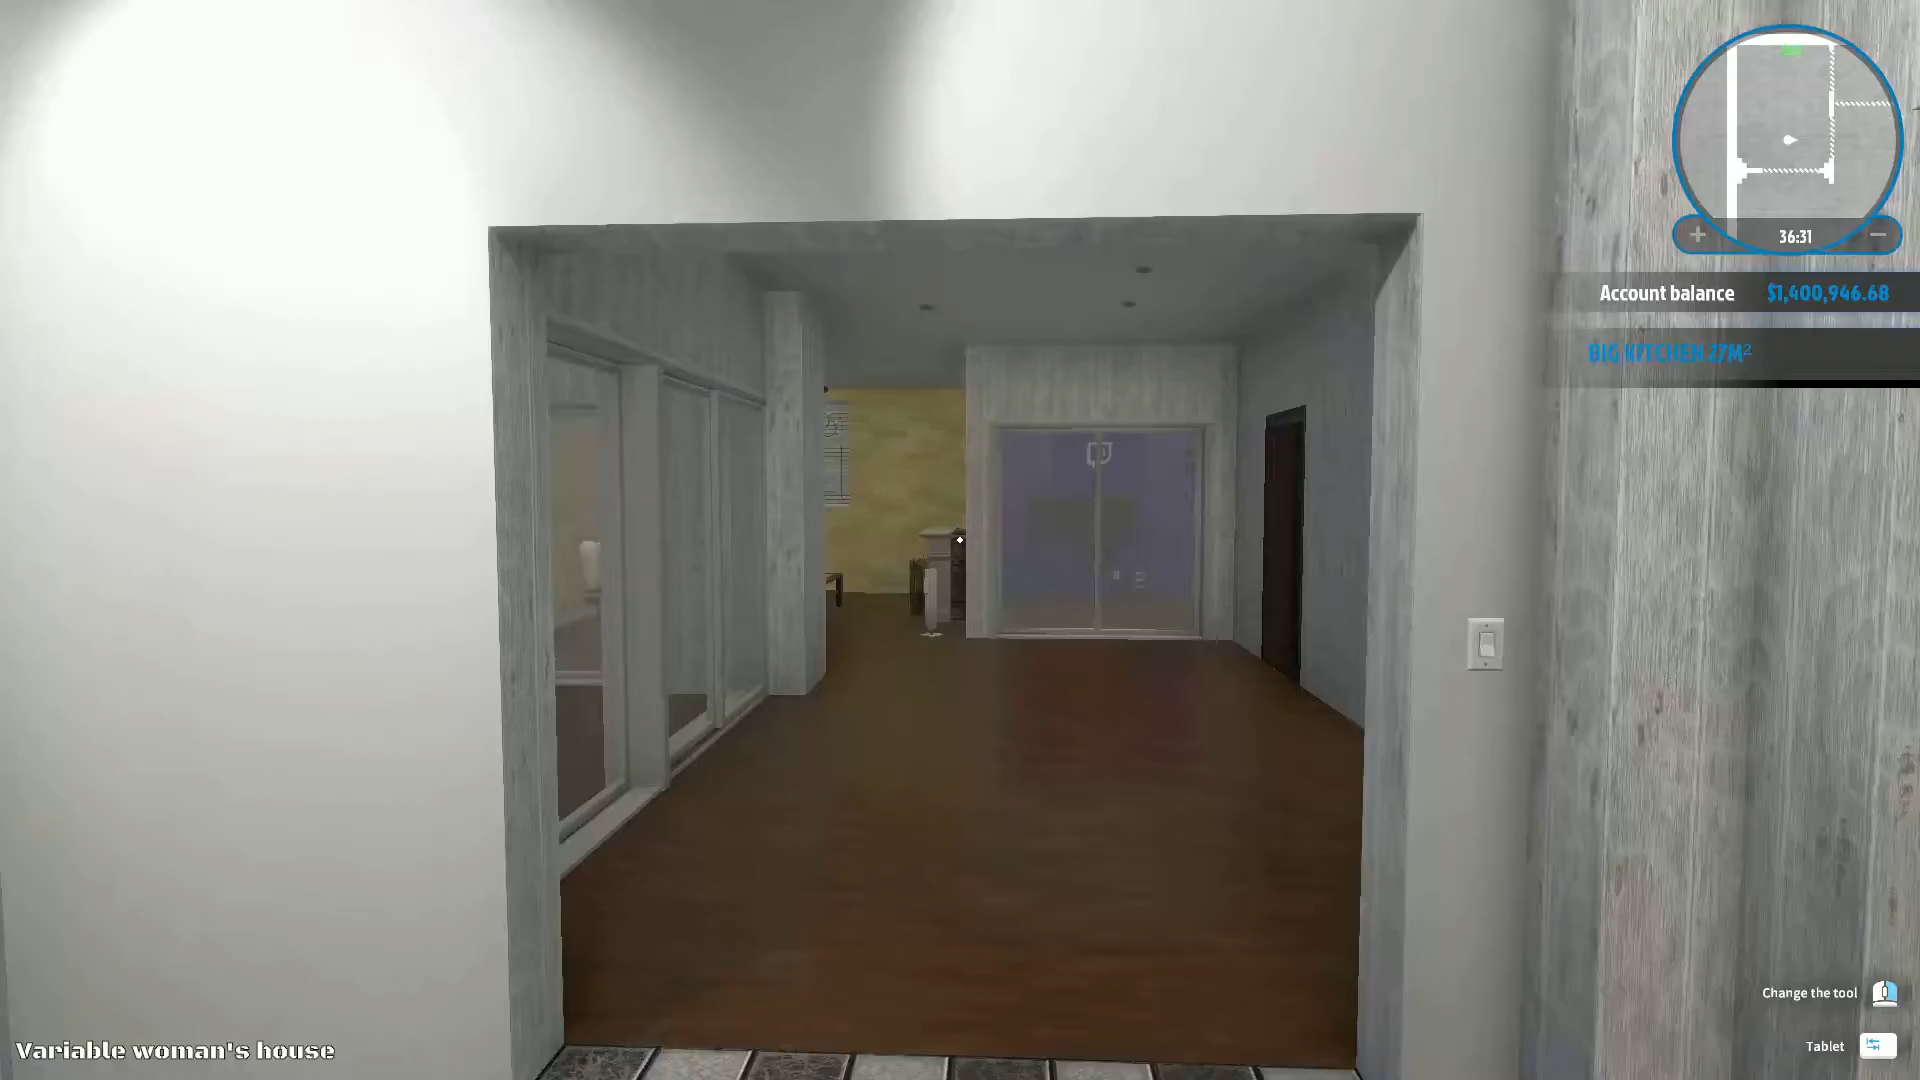 36:31
Account balance $1,400,946.68
BIG KITCHEN 27M²
Change the tool
Tablet
Variable woman's house